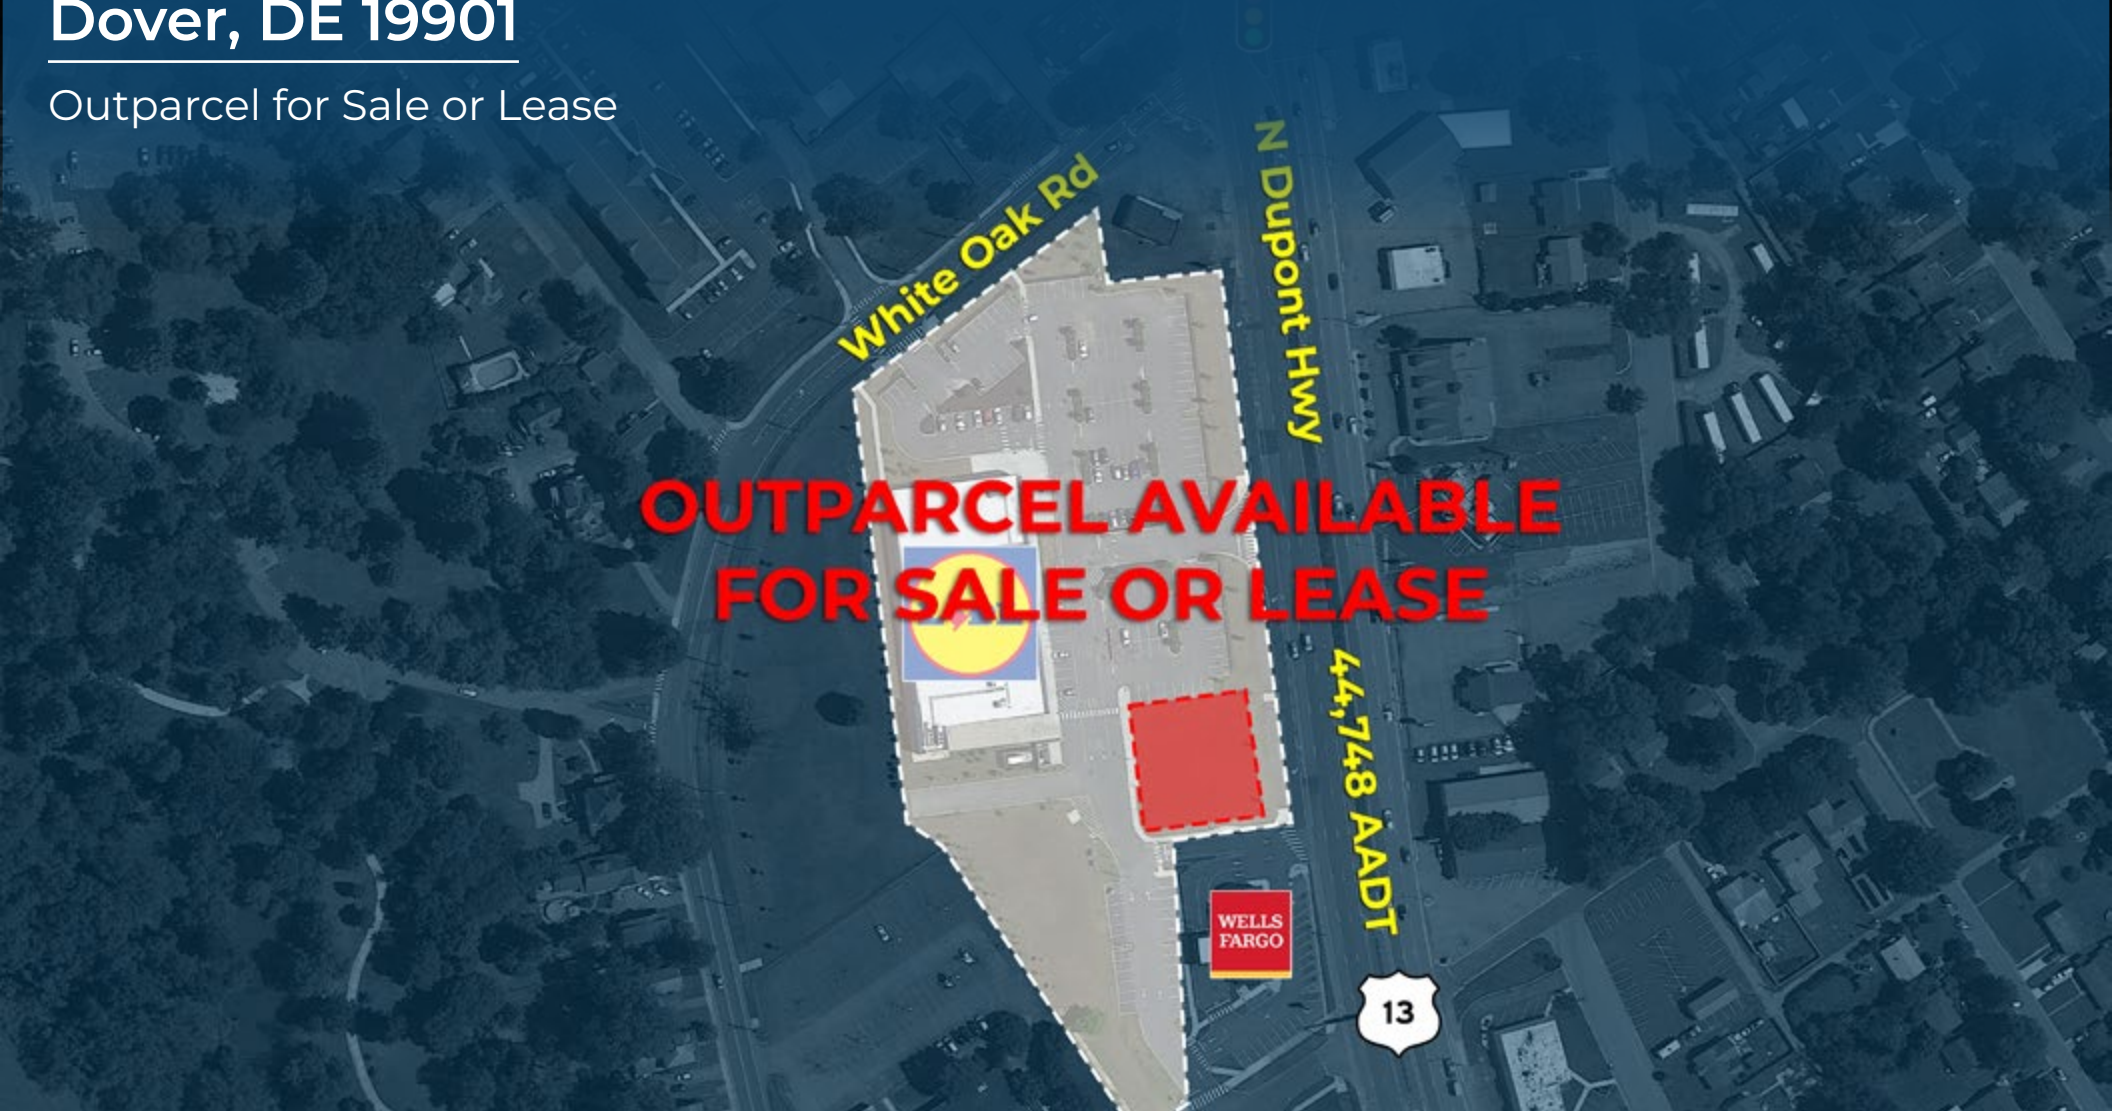 Dover, DE 19901
Outparcel for Sale or Lease
White Oak Rd
N Dupont Hwy
OUTPARCEL AVAILABLE
FOR SALE OR LEASE
44,748 AADT
WELLS
FARGO
13